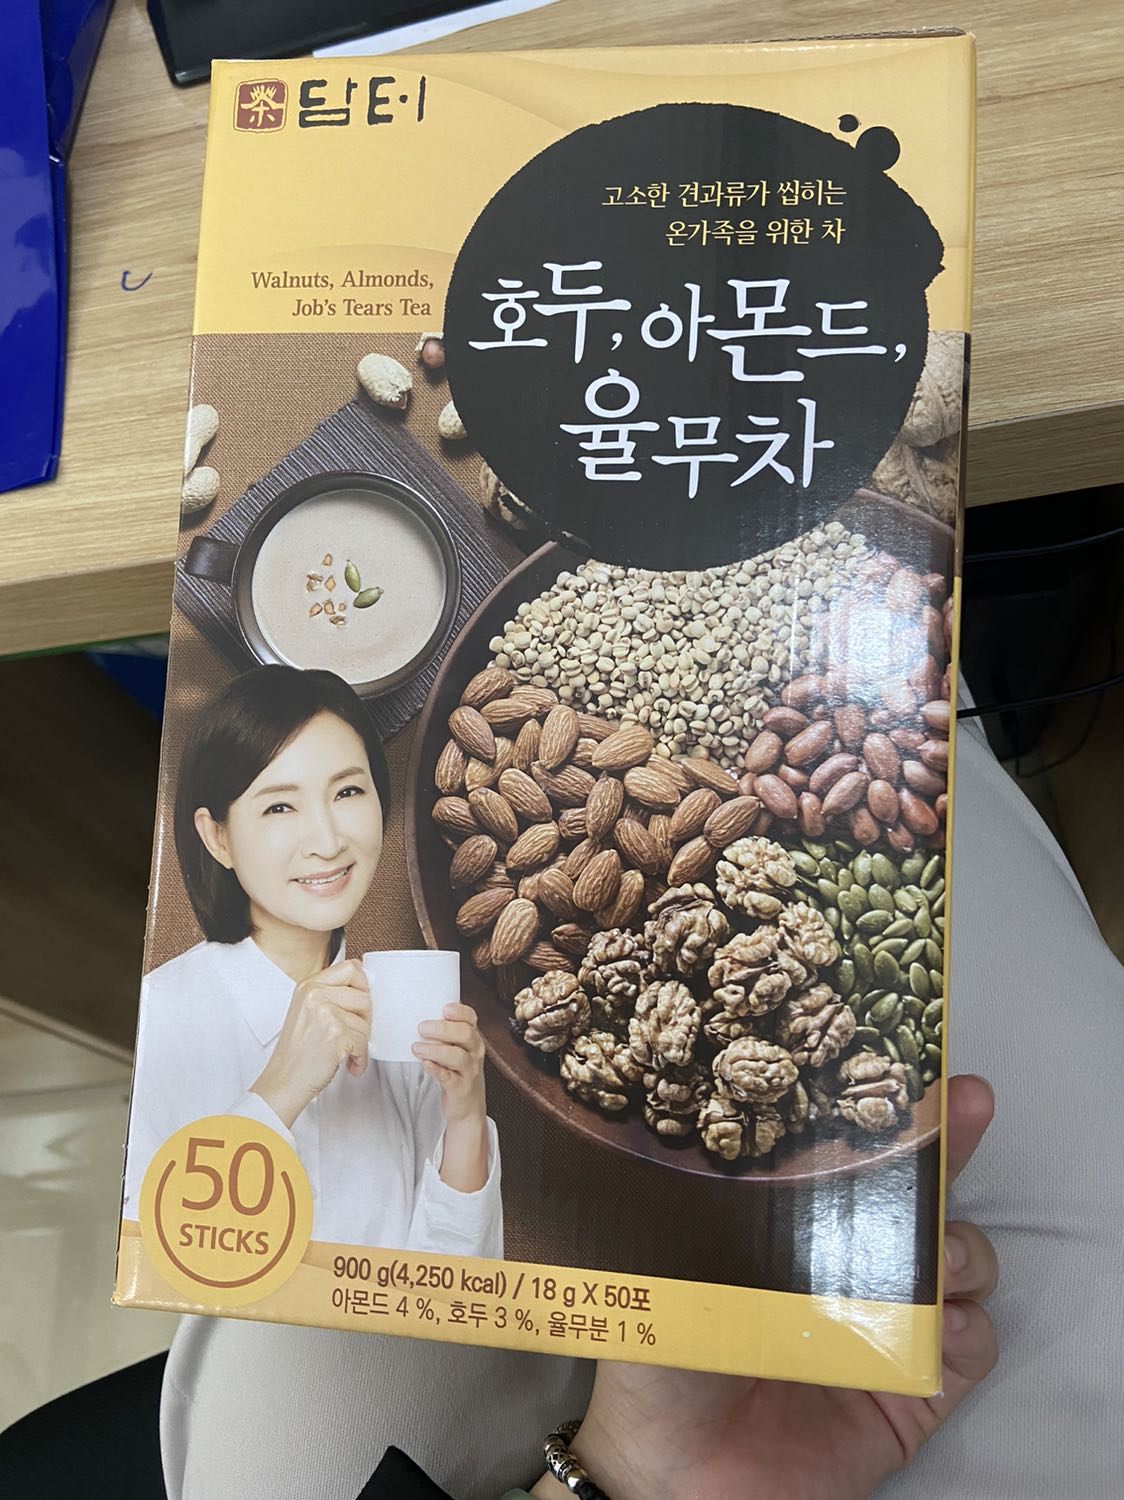 茶 담터
고소한 견과류가 씹히는
온가족을 위한 차
Walnuts, Almonds,
Job's Tears Tea
호두, 아몬드,
율무차
50
STICKS
900 g(4,250 kcal) / 18 g X 50포
아몬드 4 %, 호두 3 %, 율무분 1 %